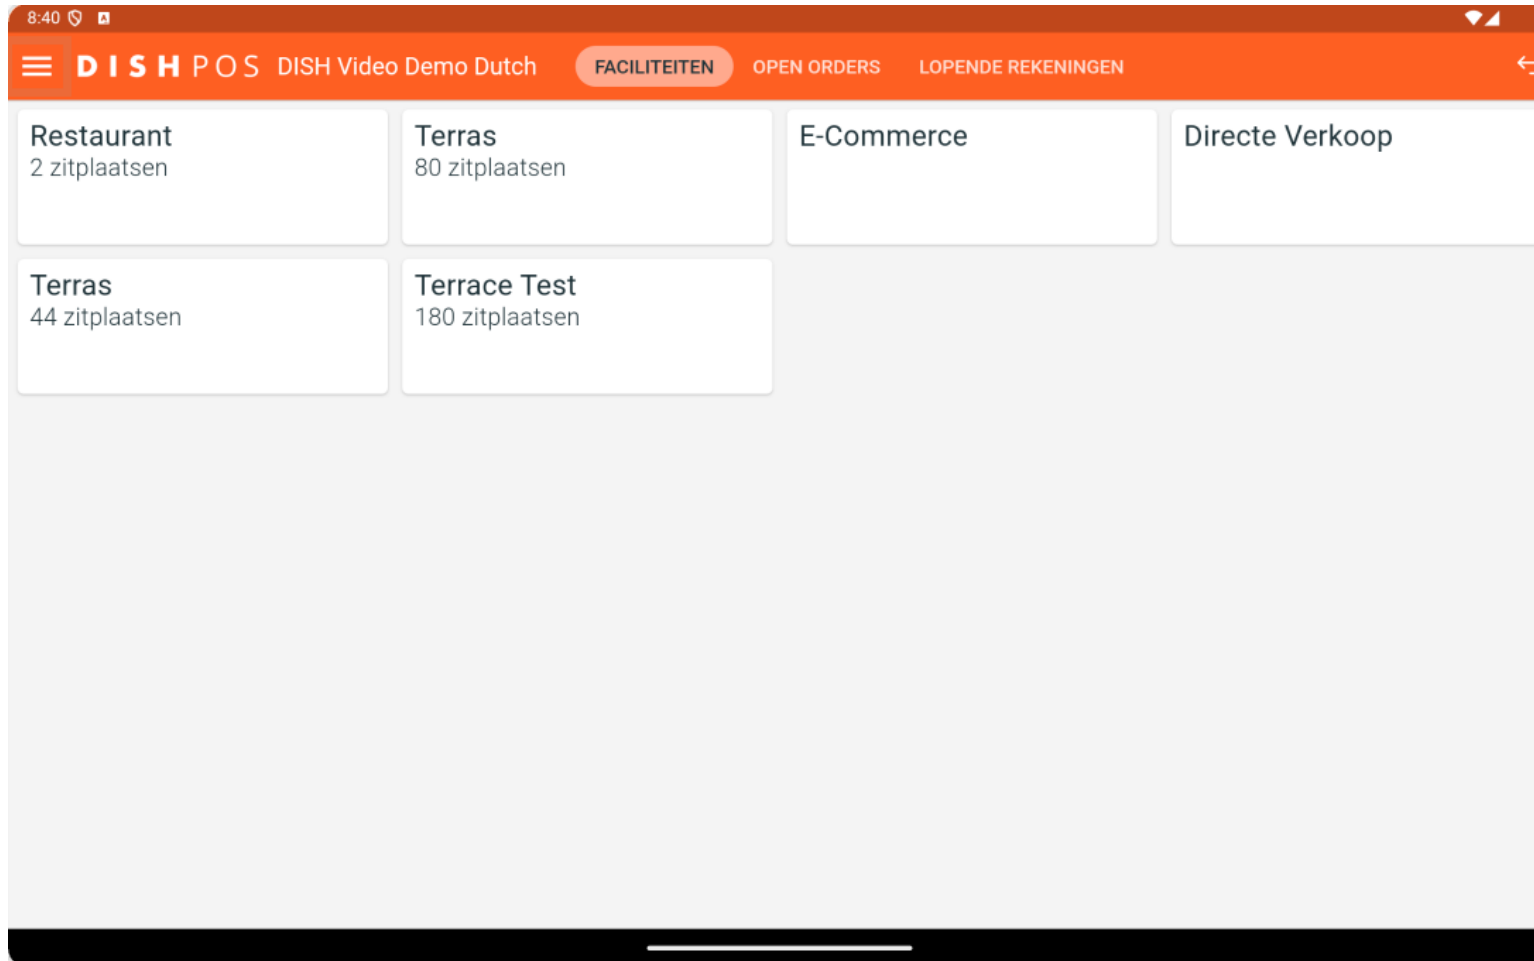 8:40
DISH POS DISH Video Demo Dutch FACILITEITEN OPEN ORDERS LOPENDE REKENINGEN
Restaurant
2 zitplaatsen
Terras
80 zitplaatsen
E-Commerce
Directe Verkoop
Terras
44 zitplaatsen
Terrace Test
180 zitplaatsen